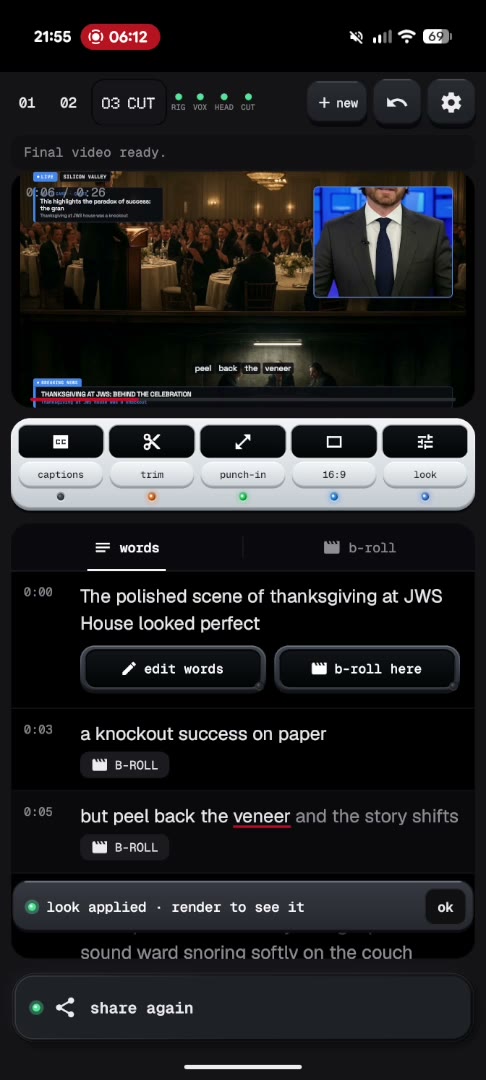 21:55
06:12
69
01
02
03 CUT
RIG
VOX
HEAD
CUT
+ new
Final video ready.
LIVE
SILICON VALLEY
0:06 / 0:26
This highlights the paradox of success:
the gran
Thanksgiving at JWS house was a knockout
peel back the veneer
BREAKING NEWS
THANKSGIVING AT JWS: BEHIND THE CELEBRATION
CC
captions
trim
punch-in
16:9
look
words
b-roll
0:00
The polished scene of thanksgiving at JWS
House looked perfect
edit words
b-roll here
0:03
a knockout success on paper
B-ROLL
0:05
but peel back the veneer and the story shifts
B-ROLL
look applied · render to see it
ok
sound ward snoring softly on the couch
share again